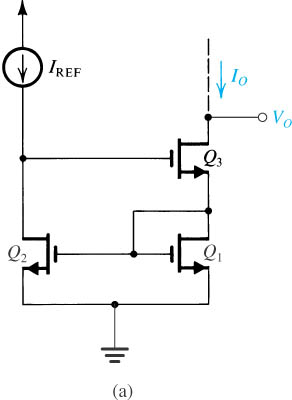 I_REF
I_O
V_O
Q_3
Q_2
Q_1
(a)